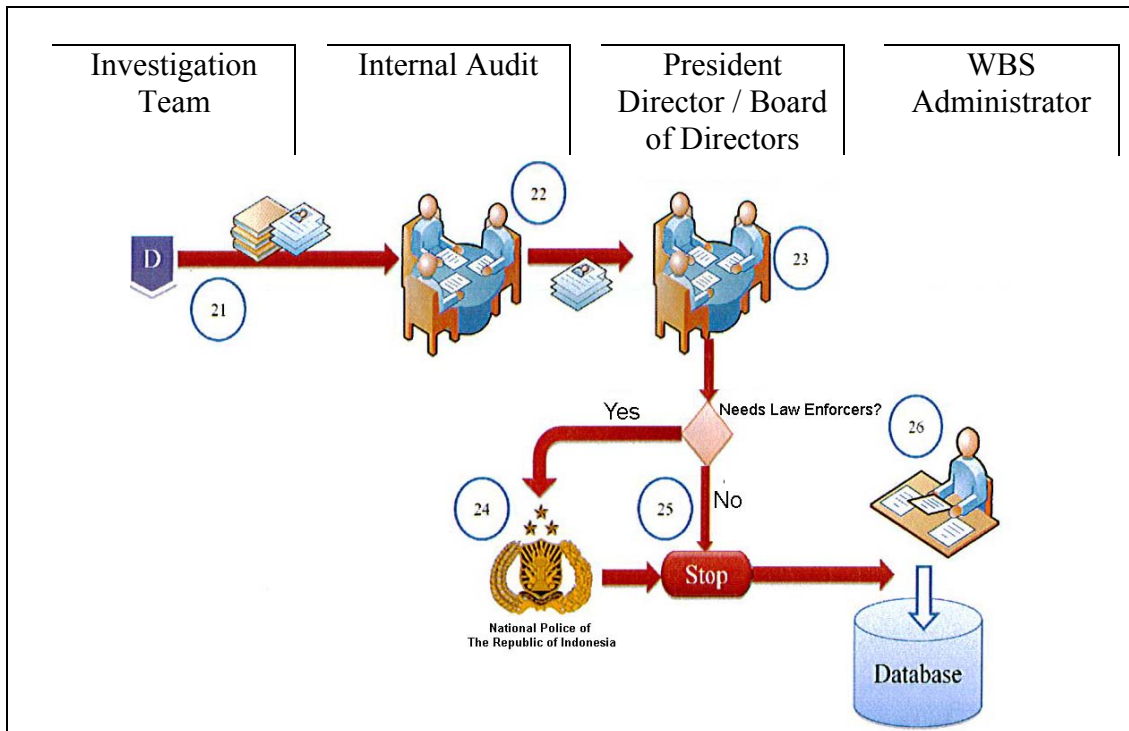 Investigation
Team
Internal Audit
President
Director / Board
of Directors
WBS
Administrator
D
21
22
23
Needs Law Enforcers?
Yes
No
24
25
26
Stop
National Police of
The Republic of Indonesia
Database